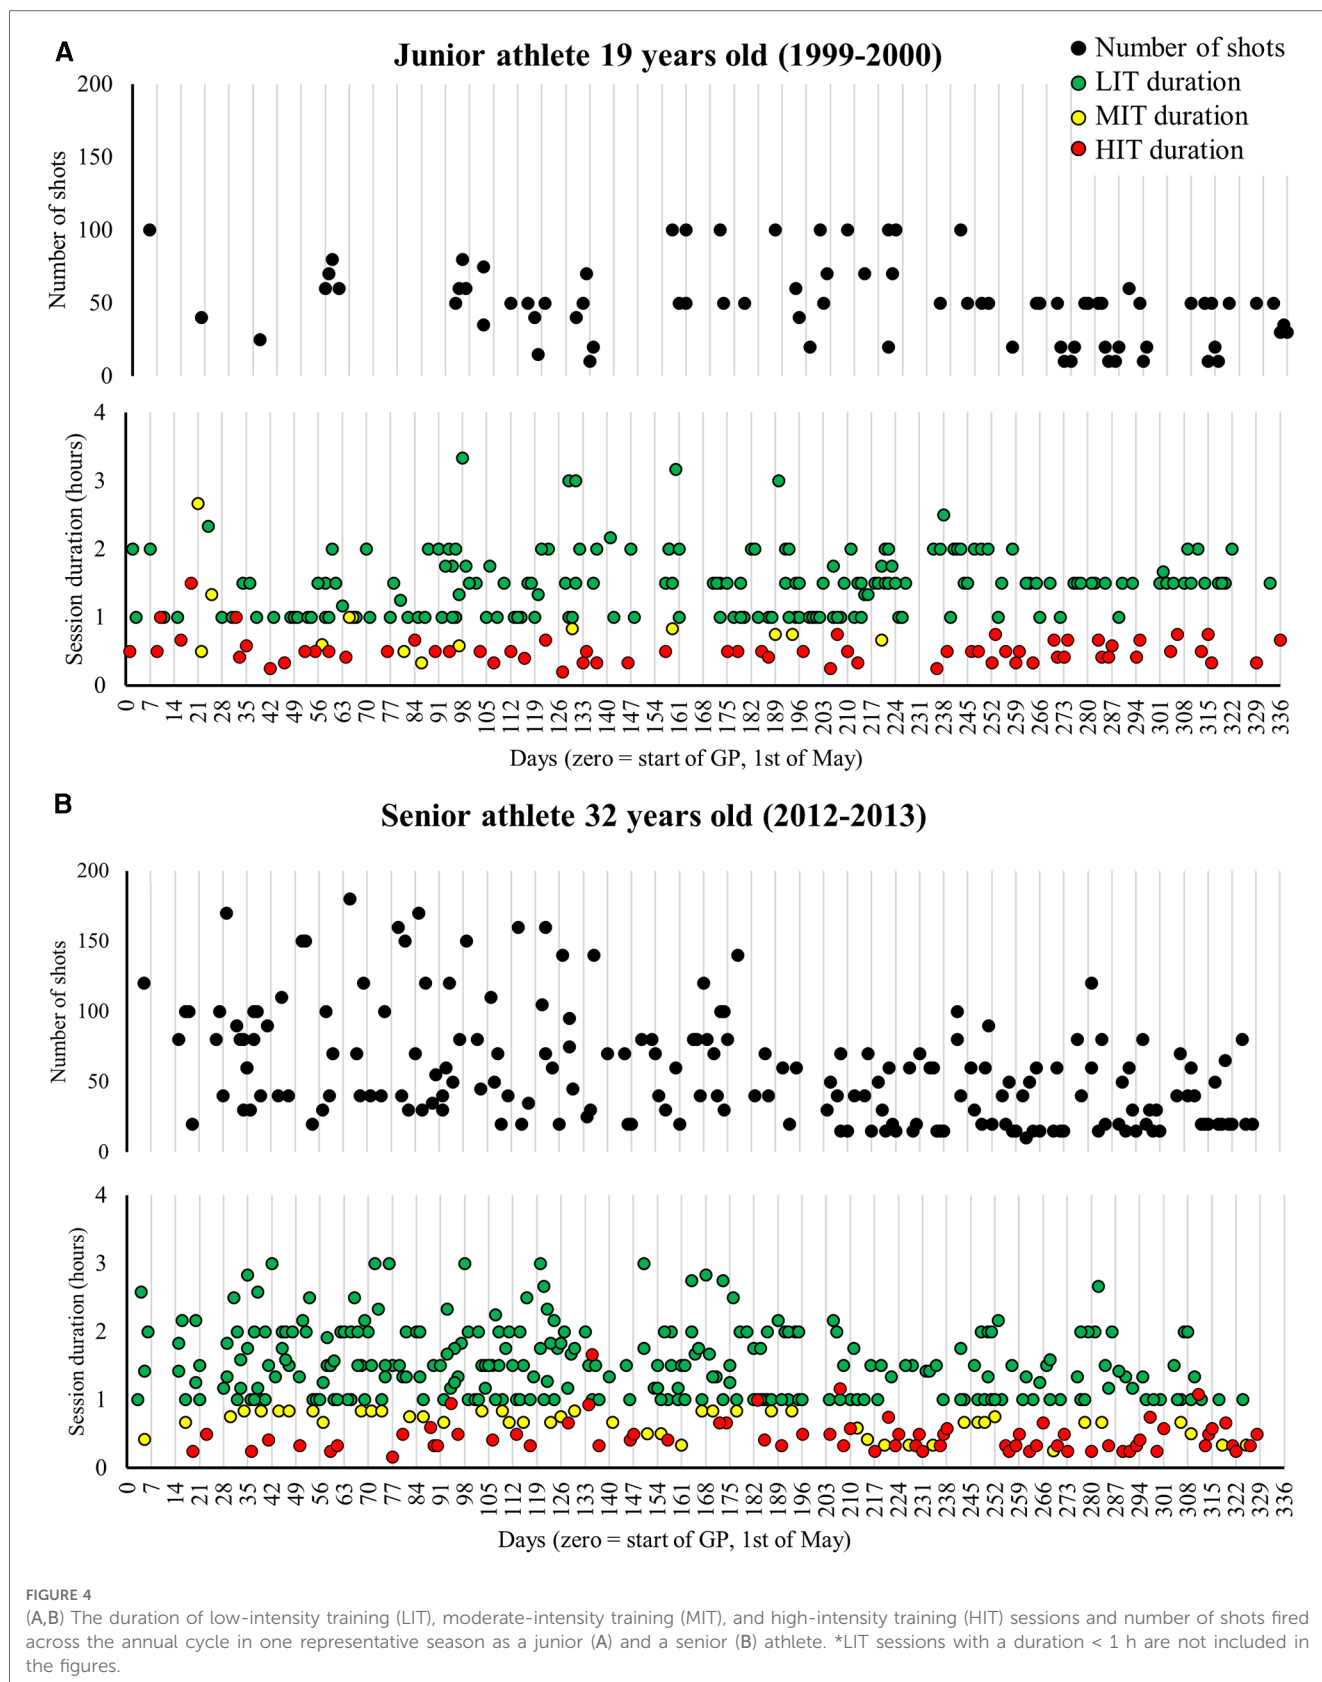 A
Junior athlete 19 years old (1999-2000)
Number of shots
LIT duration
MIT duration
HIT duration
Number of shots
200
150
100
50
0
Session duration (hours)
4
3
2
1
0
0 7 14 21 28 35 42 49 56 63 70 77 84 91 98 105 112 119 126 133 140 147 154 161 168 175 182 189 196 203 210 217 224 231 238 245 252 259 266 273 280 287 294 301 308 315 322 329 336
Days (zero = start of GP, 1st of May)
B
Senior athlete 32 years old (2012-2013)
Number of shots
200
150
100
50
0
Session duration (hours)
4
3
2
1
0
0 7 14 21 28 35 42 49 56 63 70 77 84 91 98 105 112 119 126 133 140 147 154 161 168 175 182 189 196 203 210 217 224 231 238 245 252 259 266 273 280 287 294 301 308 315 322 329 336
Days (zero = start of GP, 1st of May)
FIGURE 4
(A,B) The duration of low-intensity training (LIT), moderate-intensity training (MIT), and high-intensity training (HIT) sessions and number of shots fired
across the annual cycle in one representative season as a junior (A) and a senior (B) athlete. *LIT sessions with a duration < 1 h are not included in
the figures.